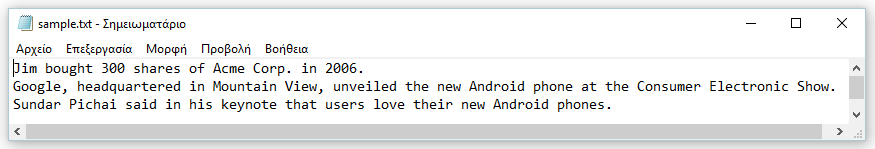 sample.txt - Σημειωματάριο
Αρχείο Επεξεργασία Μορφή Προβολή Βοήθεια
Jim bought 300 shares of Acme Corp. in 2006.
Google, headquartered in Mountain View, unveiled the new Android phone at the Consumer Electronic Show.
Sundar Pichai said in his keynote that users love their new Android phones.